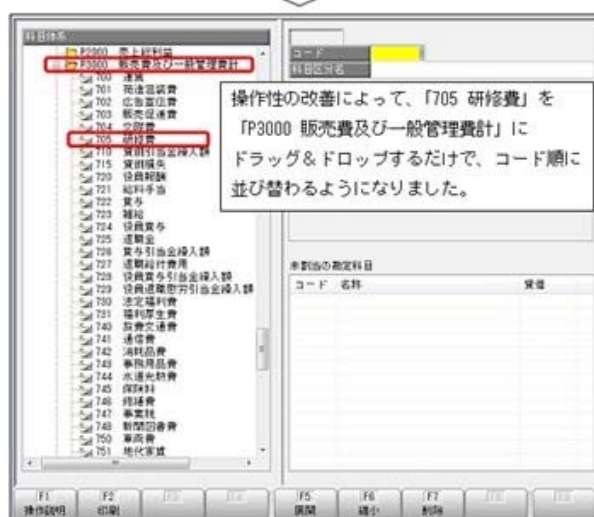 科目体系
P2000 売上総利益
P3000 販売費及び一般管理費計
700 運賃
701 荷造包装費
702 広告宣伝費
703 販売促進費
704 交際費
705 研修費
710 貸倒引当金繰入額
715 貸倒損失
720 役員報酬
721 給料手当
722 賞与
723 雑給
724 役員賞与
725 退職金
726 賞与引当金繰入額
727 退職給付費用
728 役員賞与引当金繰入額
729 役員退職慰労引当金繰入額
730 法定福利費
731 福利厚生費
740 旅費交通費
741 通信費
742 消耗品費
743 事務用品費
744 水道光熱費
745 保険料
746 修繕費
747 事業税
748 新聞図書費
750 車両費
751 地代家賃
コード
科目区分名
操作性の改善によって、「705 研修費」を
「P3000 販売費及び一般管理費計」に
ドラッグ＆ドロップするだけで、コード順に
並び替わるようになりました。
未割当の勘定科目
コード 名称 貸借
F1 F2 F5 F6 F7
操作説明 印刷 展開 縮小 削除